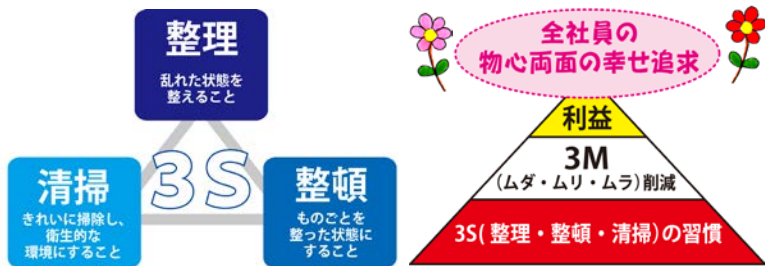 整理
乱れた状態を
整えること
3S
清掃
きれいに掃除し、
衛生的な
環境にすること
整頓
ものごとを
整った状態に
すること
全社員の
物心両面の幸せ追求
利益
3M
(ムダ・ムリ・ムラ)削減
3S(整理・整頓・清掃)の習慣